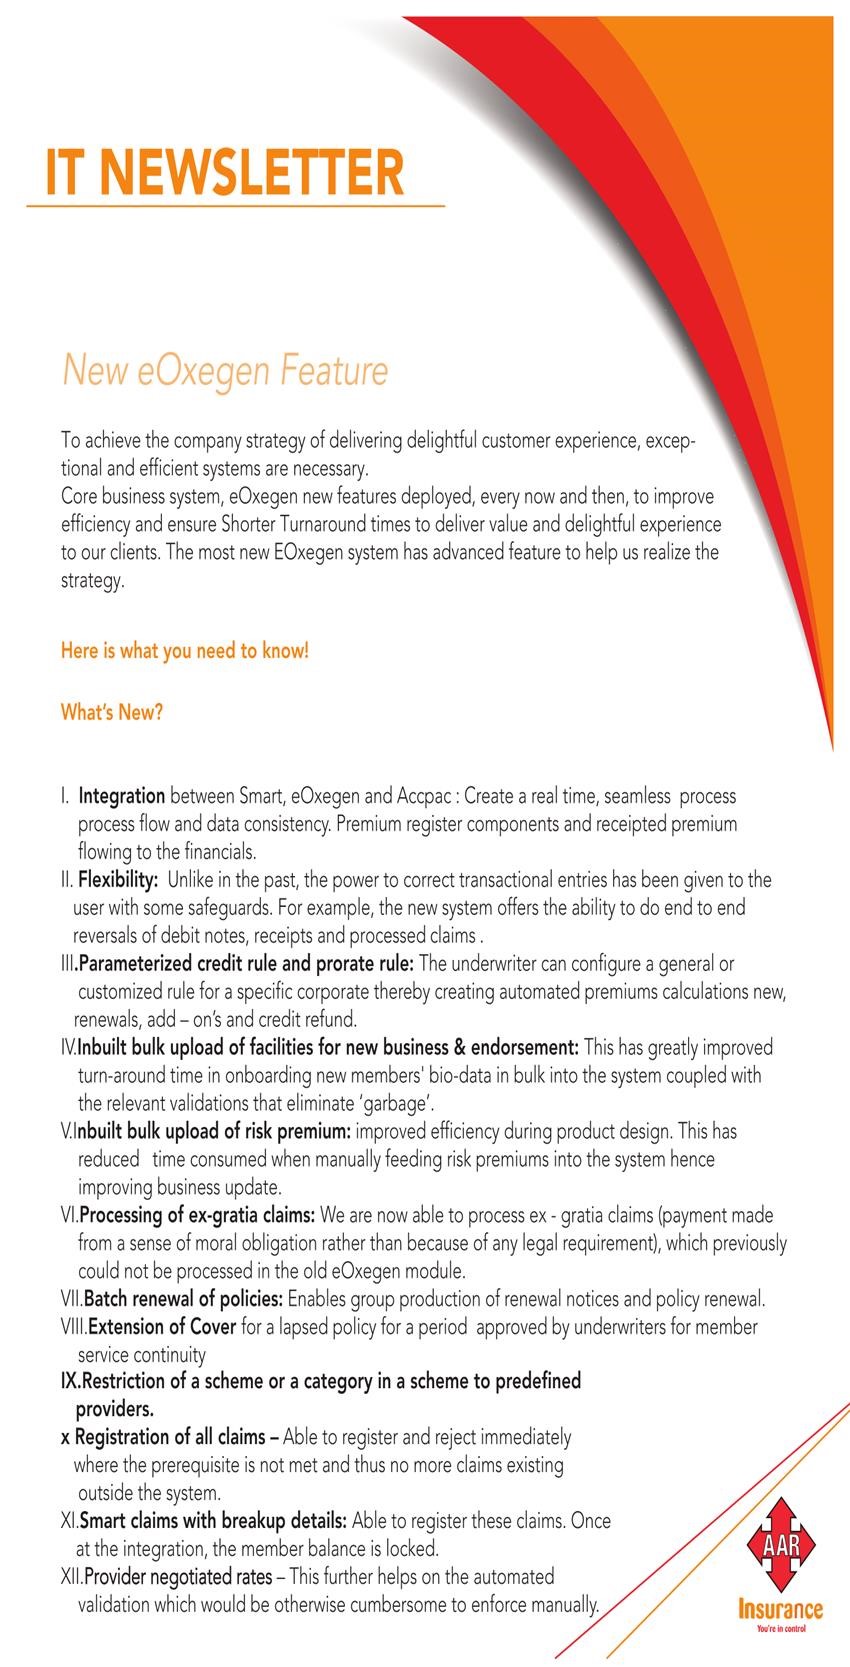 IT NEWSLETTER
New eOxegen Feature
To achieve the company strategy of delivering delightful customer experience, excep-
tional and efficient systems are necessary.
Core business system, eOxegen new features deployed, every now and then, to improve
efficiency and ensure Shorter Turnaround times to deliver value and delightful experience
to our clients. The most new EOxegen system has advanced feature to help us realize the
strategy.
Here is what you need to know!
What's New?
I. Integration between Smart, eOxegen and Accpac : Create a real time, seamless process
process flow and data consistency. Premium register components and receipted premium
flowing to the financials.
II. Flexibility: Unlike in the past, the power to correct transactional entries has been given to the
user with some safeguards. For example, the new system offers the ability to do end to end
reversals of debit notes, receipts and processed claims .
III.Parameterized credit rule and prorate rule: The underwriter can configure a general or
customized rule for a specific corporate thereby creating automated premiums calculations new,
renewals, add – on's and credit refund.
IV.Inbuilt bulk upload of facilities for new business & endorsement: This has greatly improved
turn-around time in onboarding new members' bio-data in bulk into the system coupled with
the relevant validations that eliminate ‘garbage’.
V.Inbuilt bulk upload of risk premium: improved efficiency during product design. This has
reduced time consumed when manually feeding risk premiums into the system hence
improving business update.
VI.Processing of ex-gratia claims: We are now able to process ex - gratia claims (payment made
from a sense of moral obligation rather than because of any legal requirement), which previously
could not be processed in the old eOxegen module.
VII.Batch renewal of policies: Enables group production of renewal notices and policy renewal.
VIII.Extension of Cover for a lapsed policy for a period approved by underwriters for member
service continuity
IX.Restriction of a scheme or a category in a scheme to predefined
providers.
x Registration of all claims – Able to register and reject immediately
where the prerequisite is not met and thus no more claims existing
outside the system.
XI.Smart claims with breakup details: Able to register these claims. Once
at the integration, the member balance is locked.
XII.Provider negotiated rates – This further helps on the automated
validation which would be otherwise cumbersome to enforce manually.
AAR
Insurance
You're in control